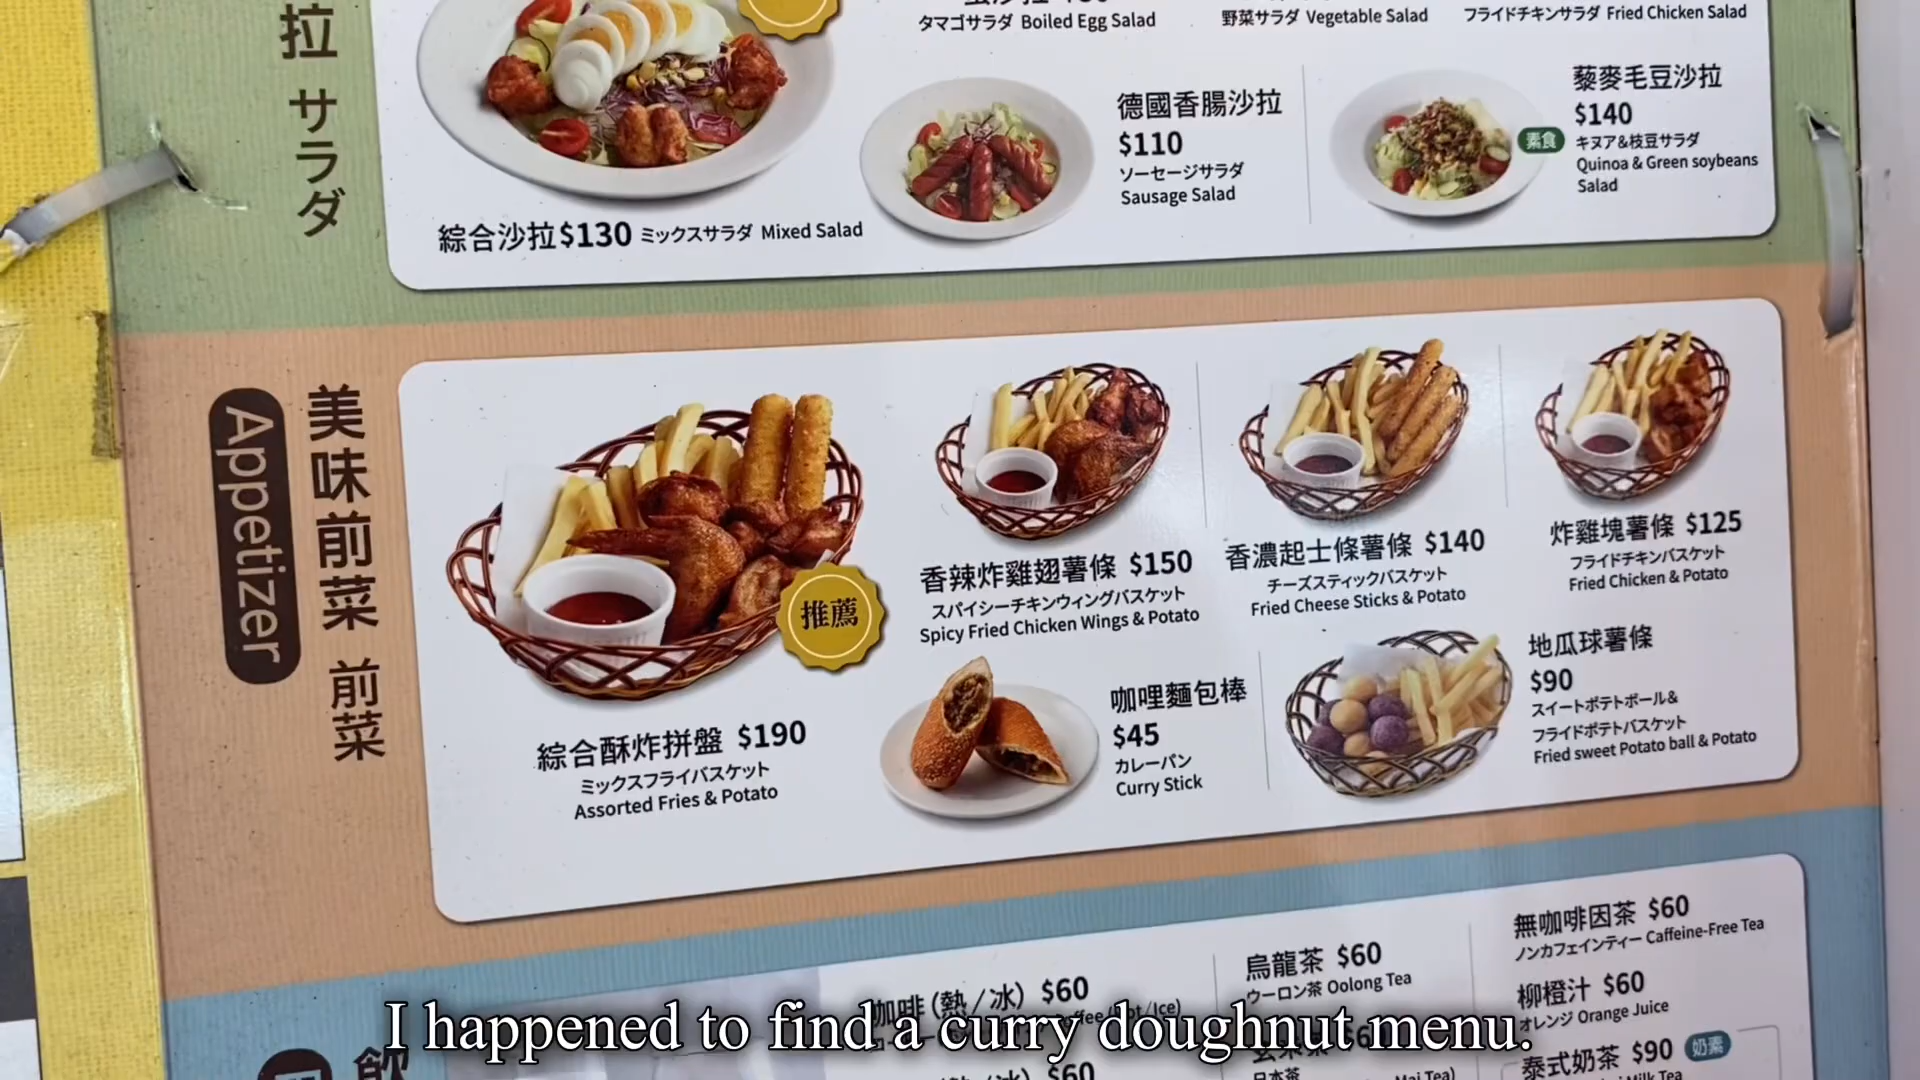 拉 サラダ
タマゴサラダ Boiled Egg Salad
野菜サラダ Vegetable Salad
フライドチキンサラダ Fried Chicken Salad
德國香腸沙拉
$110
ソーセージサラダ
Sausage Salad
藜麥毛豆沙拉
$140
素食
キヌア&枝豆サラダ
Quinoa & Green soybeans
Salad
綜合沙拉$130 ミックスサラダ Mixed Salad
美味前菜 前菜
Appetizer
推薦
綜合酥炸拼盤 $190
ミックスフライバスケット
Assorted Fries & Potato
香辣炸雞翅薯條 $150
スパイシーチキンウィングバスケット
Spicy Fried Chicken Wings & Potato
香濃起士條薯條 $140
チーズスティックバスケット
Fried Cheese Sticks & Potato
炸雞塊薯條 $125
フライドチキンバスケット
Fried Chicken & Potato
咖哩麵包棒
$45
カレーパン
Curry Stick
地瓜球薯條
$90
スイートポテトボール&
フライドポテトバスケット
Fried sweet Potato ball & Potato
飲
咖啡(熱/冰) $60
烏龍茶 $60
ウーロン茶 Oolong Tea
無咖啡因茶 $60
ノンカフェインティー Caffeine-Free Tea
柳橙汁 $60
オレンジ Orange Juice
泰式奶茶 $90 奶素
I happened to find a curry doughnut menu.